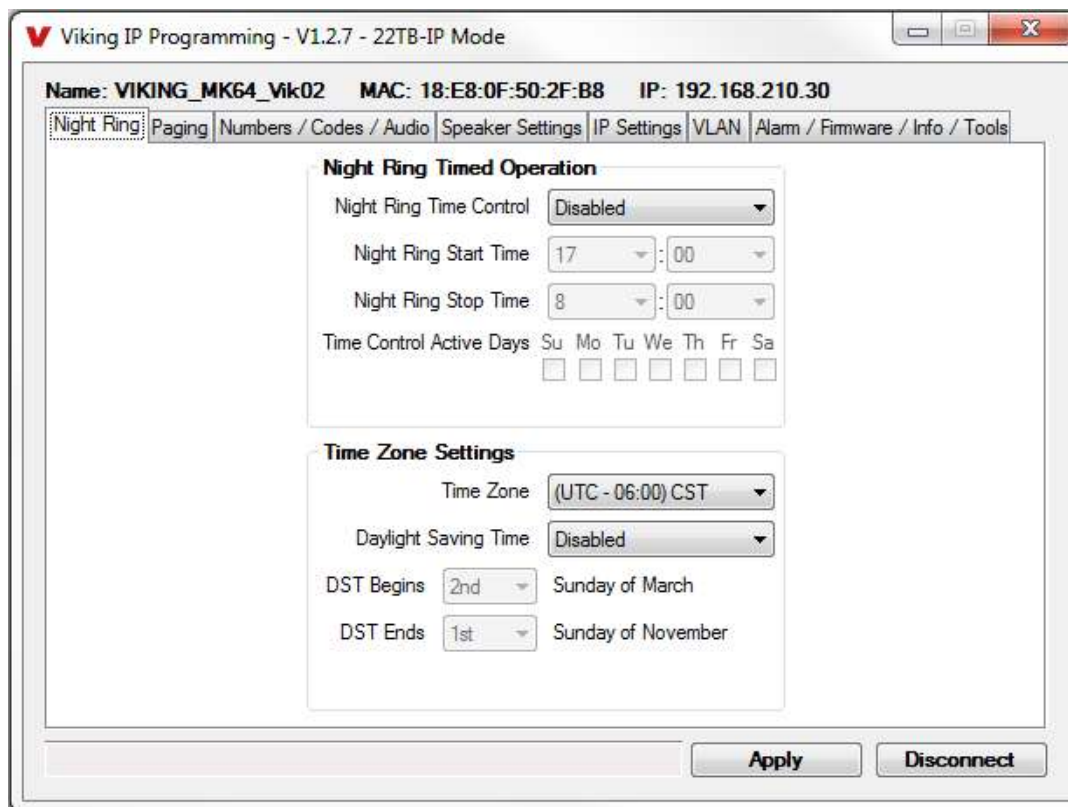 Viking IP Programming - V1.2.7 - 22TB-IP Mode
Name: VIKING_MK64_Vik02 MAC: 18:E8:0F:50:2F:B8 IP: 192.168.210.30
Night Ring Paging Numbers / Codes / Audio Speaker Settings IP Settings VLAN Alarm / Firmware / Info / Tools
Night Ring Timed Operation
Night Ring Time Control Disabled
Night Ring Start Time 17 : 00
Night Ring Stop Time 8 : 00
Time Control Active Days Su Mo Tu We Th Fr Sa
Time Zone Settings
Time Zone (UTC - 06:00) CST
Daylight Saving Time Disabled
DST Begins 2nd Sunday of March
DST Ends 1st Sunday of November
Apply Disconnect